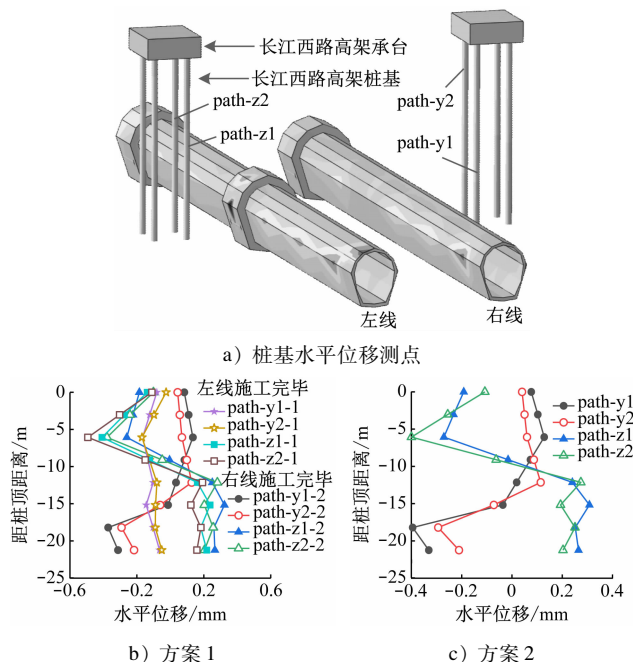 长江西路高架承台
长江西路高架桩基
path-z2
path-z1
path-y2
path-y1
左线
右线
a）桩基水平位移测点
左线施工完毕
path-y1-1
path-y2-1
path-z1-1
path-z2-1
右线施工完毕
path-y1-2
path-y2-2
path-z1-2
path-z2-2
0
−5
−10
−15
−20
−25
−0.6
−0.2
0.2
0.6
距桩顶距离/m
水平位移/mm
b）方案1
path-y1
path-y2
path-z1
path-z2
0
−5
−10
−15
−20
−25
−0.4
−0.2
0
0.2
0.4
距桩顶距离/m
水平位移/mm
c）方案2